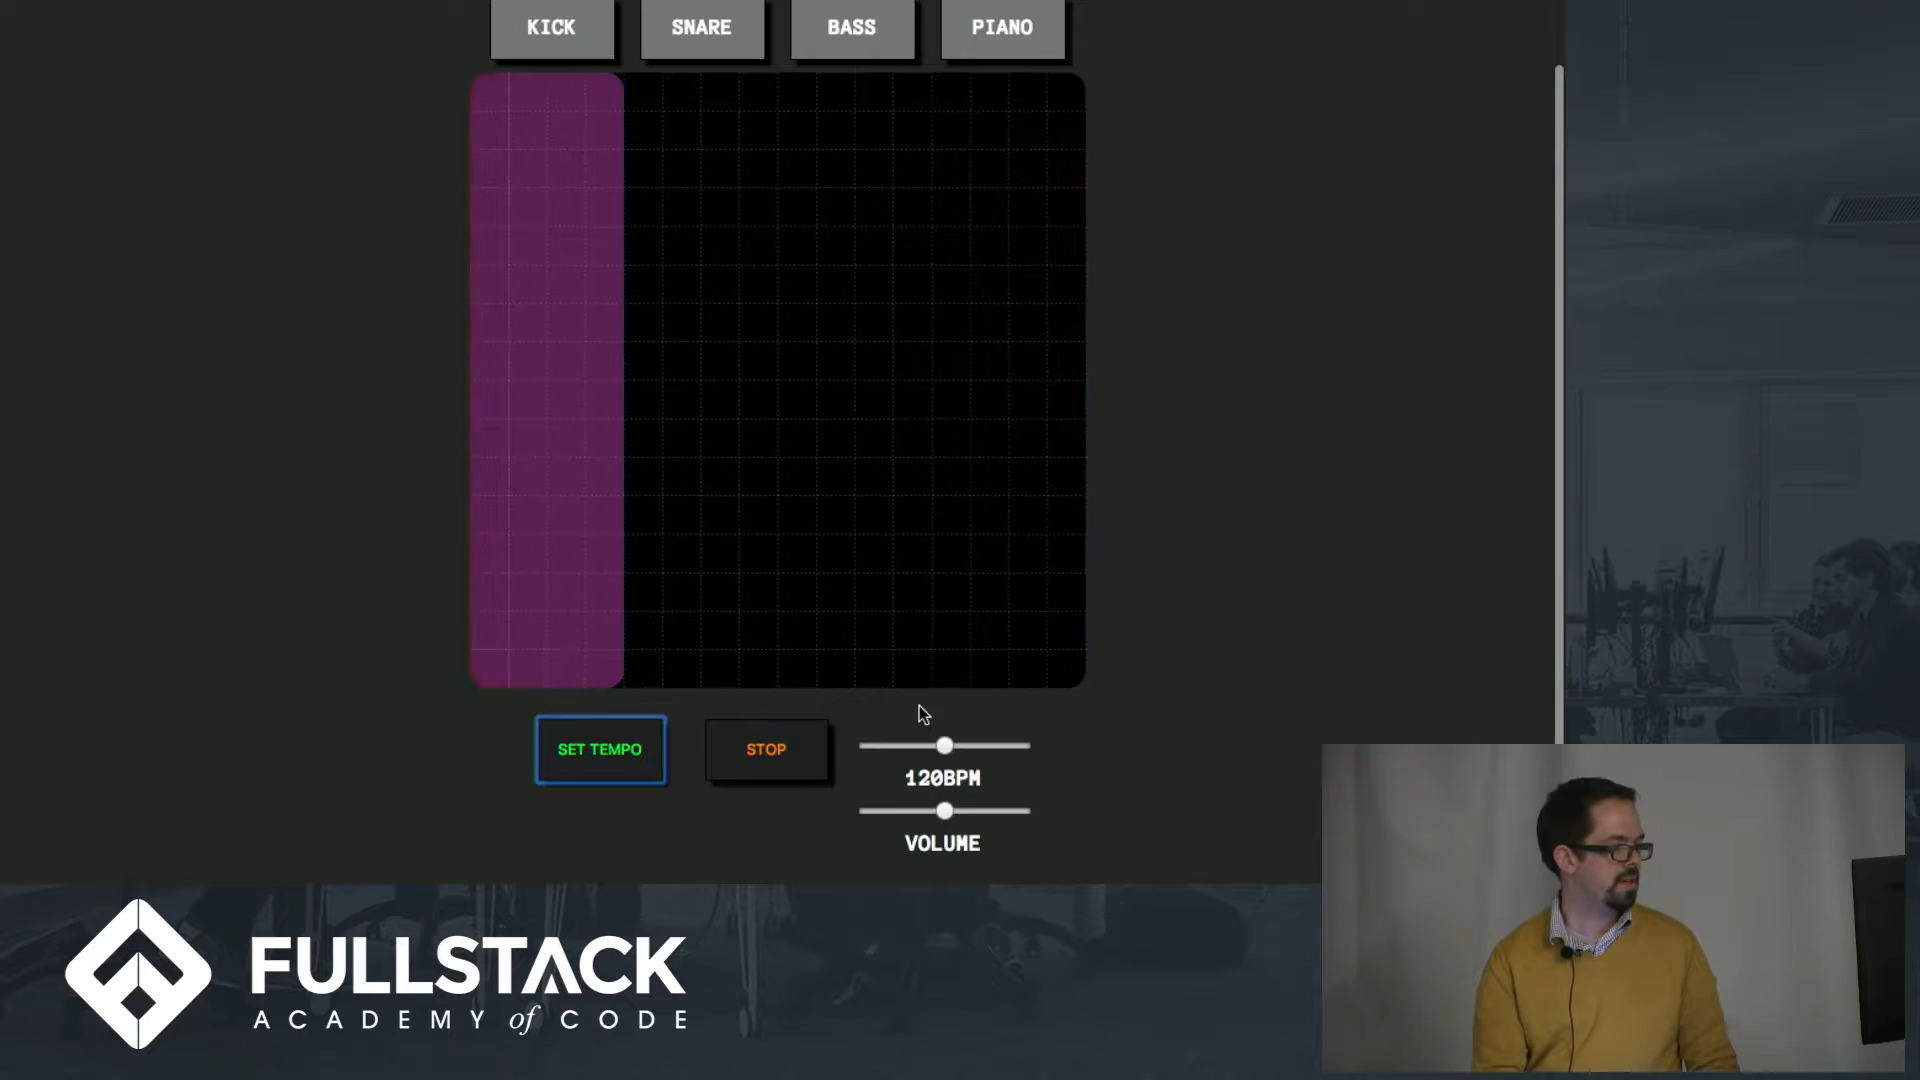 KICK SNARE BASS PIANO
SET TEMPO STOP
120BPM
VOLUME
FULLSTACK
ACADEMY of CODE